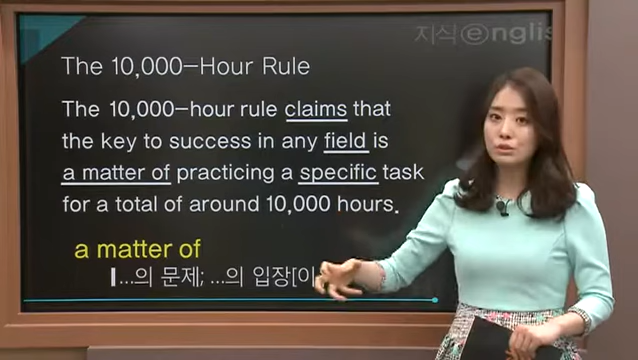 지식ⓔnglis
The 10,000-Hour Rule
The 10,000-hour rule claims that
the key to success in any field is
a matter of practicing a specific task
for a total of around 10,000 hours.
a matter of
1…의 문제; …의 입장[이